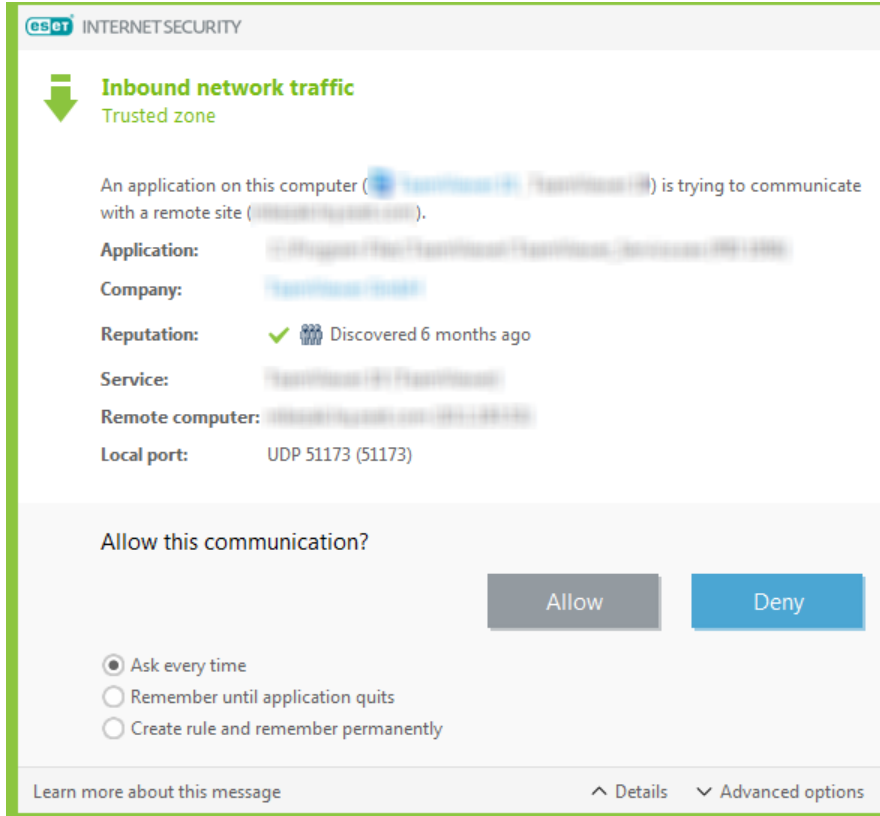 eset INTERNET SECURITY
Inbound network traffic
Trusted zone
An application on this computer ( ) is trying to communicate
with a remote site ( ).
Application:
Company:
Reputation: Discovered 6 months ago
Service:
Remote computer:
Local port: UDP 51173 (51173)
Allow this communication?
Allow Deny
Ask every time
Remember until application quits
Create rule and remember permanently
Learn more about this message Details Advanced options